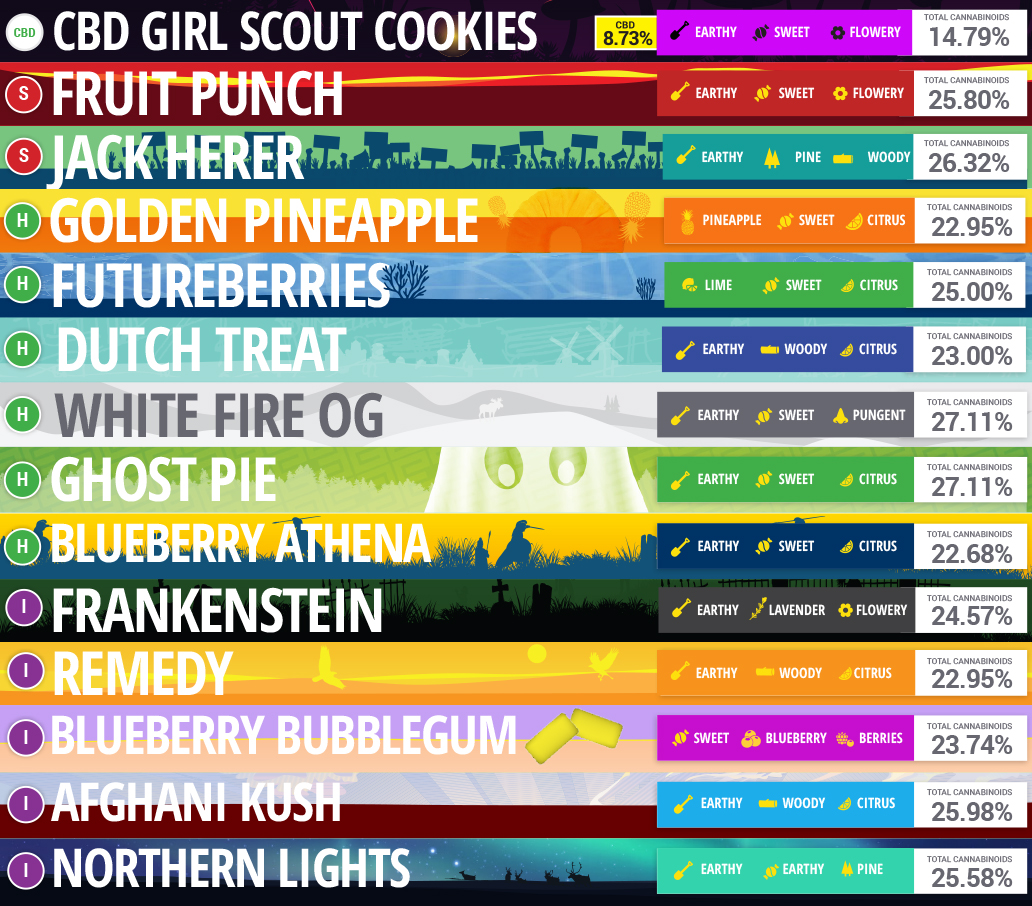 CBD CBD GIRL SCOUT COOKIES CBD 8.73% EARTHY SWEET FLOWERY TOTAL CANNABINOIDS 14.79%
S FRUIT PUNCH EARTHY SWEET FLOWERY TOTAL CANNABINOIDS 25.80%
S JACK HERER EARTHY PINE WOODY TOTAL CANNABINOIDS 26.32%
H GOLDEN PINEAPPLE PINEAPPLE SWEET CITRUS TOTAL CANNABINOIDS 22.95%
H FUTUREBERRIES LIME SWEET CITRUS TOTAL CANNABINOIDS 25.00%
H DUTCH TREAT EARTHY WOODY CITRUS TOTAL CANNABINOIDS 23.00%
H WHITE FIRE OG EARTHY SWEET PUNGENT TOTAL CANNABINOIDS 27.11%
H GHOST PIE EARTHY SWEET CITRUS TOTAL CANNABINOIDS 27.11%
H BLUEBERRY ATHENA EARTHY SWEET CITRUS TOTAL CANNABINOIDS 22.68%
I FRANKENSTEIN EARTHY LAVENDER FLOWERY TOTAL CANNABINOIDS 24.57%
I REMEDY EARTHY WOODY CITRUS TOTAL CANNABINOIDS 22.95%
I BLUEBERRY BUBBLEGUM SWEET BLUEBERRY BERRIES TOTAL CANNABINOIDS 23.74%
I AFGHANI KUSH EARTHY WOODY CITRUS TOTAL CANNABINOIDS 25.98%
I NORTHERN LIGHTS EARTHY EARTHY PINE TOTAL CANNABINOIDS 25.58%